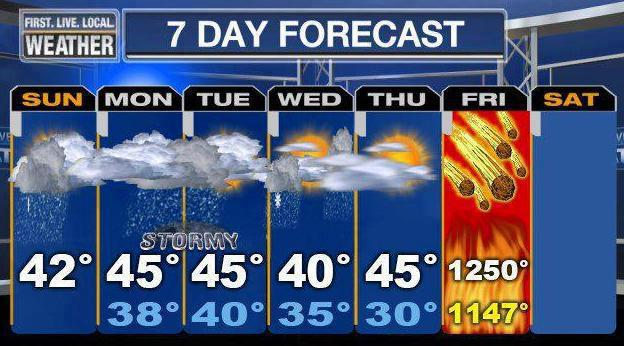 FIRST. LIVE. LOCAL.
WEATHER
7 DAY FORECAST
SUN MON TUE WED THU FRI SAT
STORMY
42° 45° 45° 40° 45° 1250°
38° 40° 35° 30° 1147°